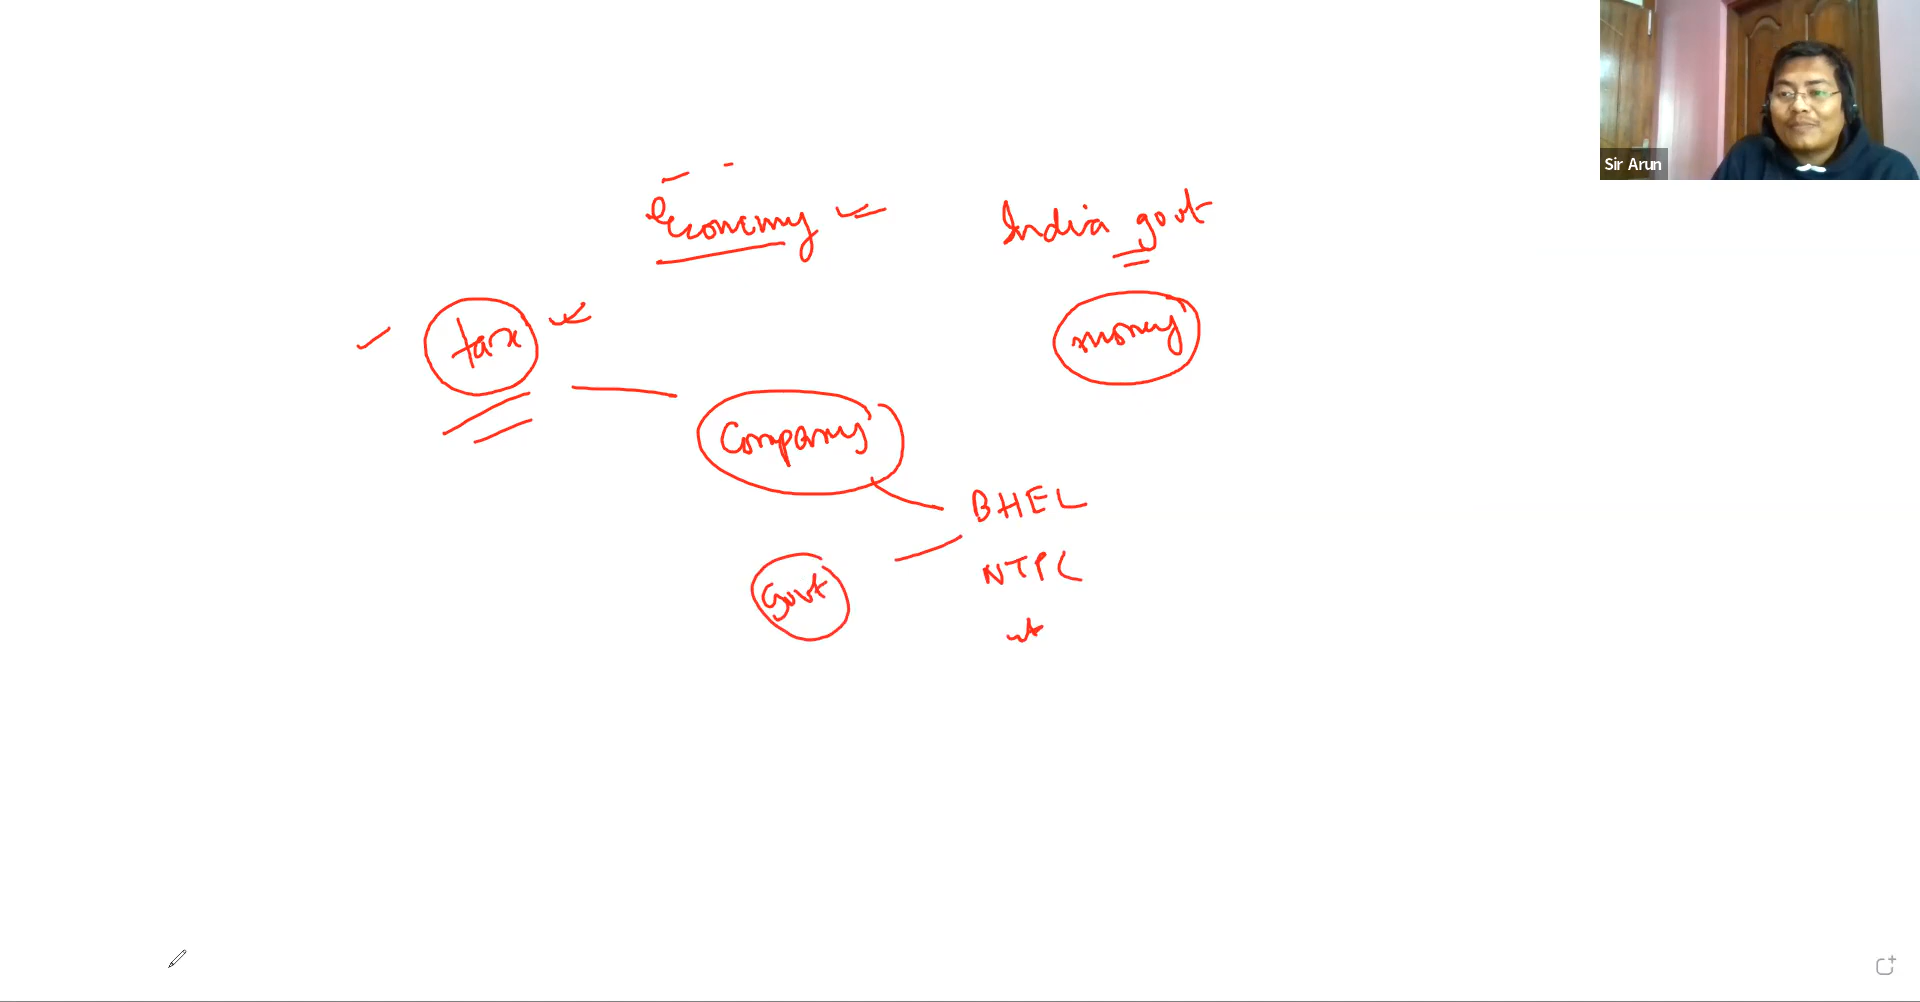 Sir Arun
Economy India govt
tax money
Company
BHEL
NTPC
Govt